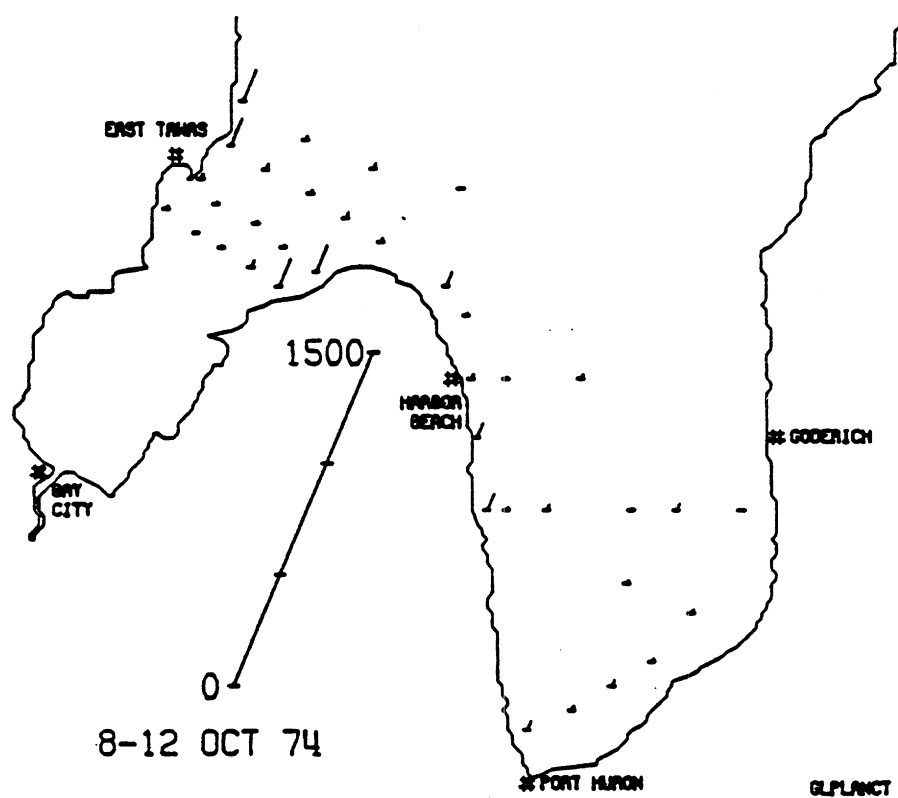 EAST TAWAS
1500
HARBOR
BEACH
GODERICH
BAY
CITY
0
8-12 OCT 74
PORT HURON
GLPLANCT